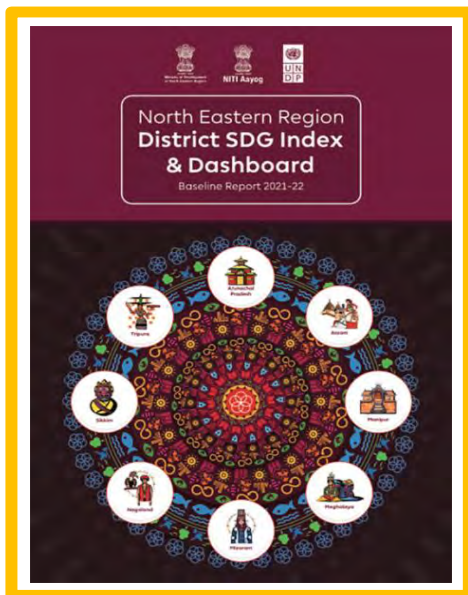 NITI Aayog
U N
D P
North Eastern Region
District SDG Index
& Dashboard
Baseline Report 2021-22
Arunachal
Pradesh
Tripura
Assam
Sikkim
Manipur
Nagaland
Meghalaya
Mizoram